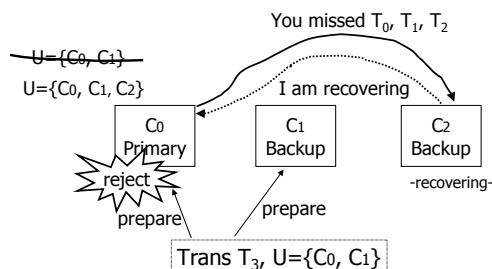 You missed T0, T1, T2
U={C0, C1}
U={C0, C1, C2}
I am recovering
C0
Primary
C1
Backup
C2
Backup
reject
-recovering-
prepare
prepare
Trans T3, U={C0, C1}